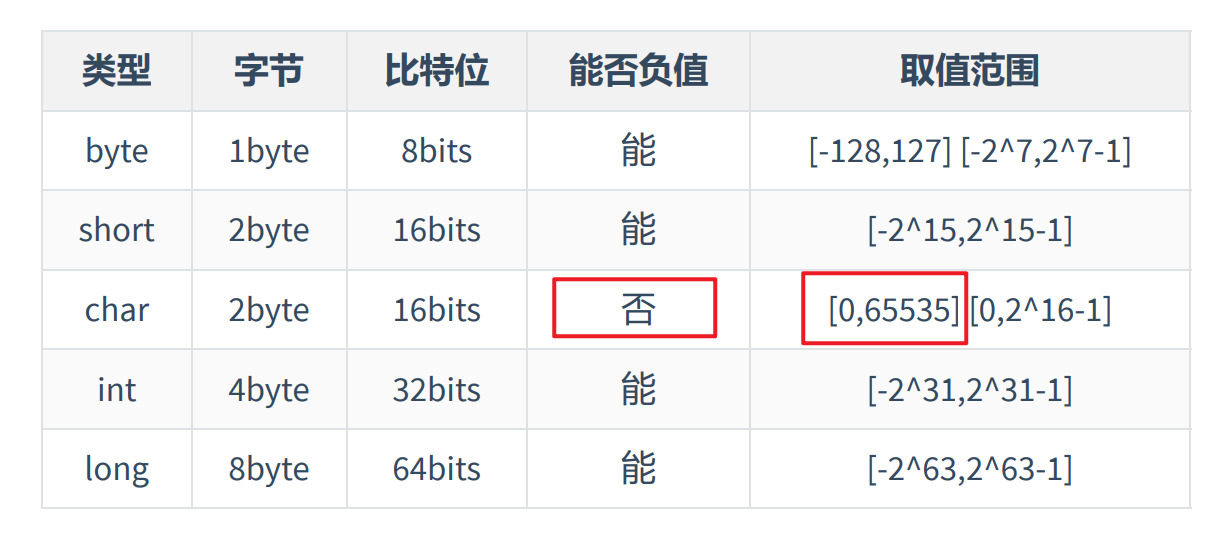 类型 字节 比特位 能否负值 取值范围
byte 1byte 8bits 能 [-128,127] [-2^7,2^7-1]
short 2byte 16bits 能 [-2^15,2^15-1]
char 2byte 16bits 否 [0,65535] [0,2^16-1]
int 4byte 32bits 能 [-2^31,2^31-1]
long 8byte 64bits 能 [-2^63,2^63-1]